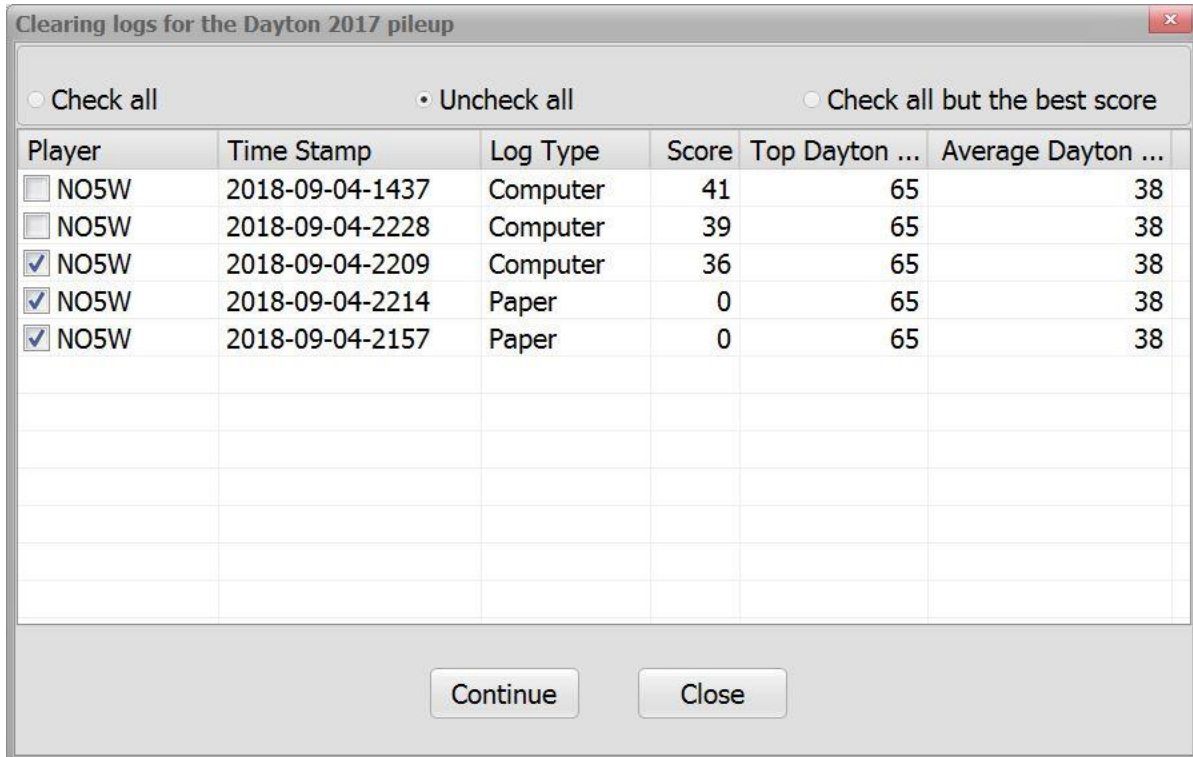 Clearing logs for the Dayton 2017 pileup
Check all Uncheck all Check all but the best score
Player Time Stamp Log Type Score Top Dayton ... Average Dayton ...
NO5W 2018-09-04-1437 Computer 41 65 38
NO5W 2018-09-04-2228 Computer 39 65 38
NO5W 2018-09-04-2209 Computer 36 65 38
NO5W 2018-09-04-2214 Paper 0 65 38
NO5W 2018-09-04-2157 Paper 0 65 38
Continue Close